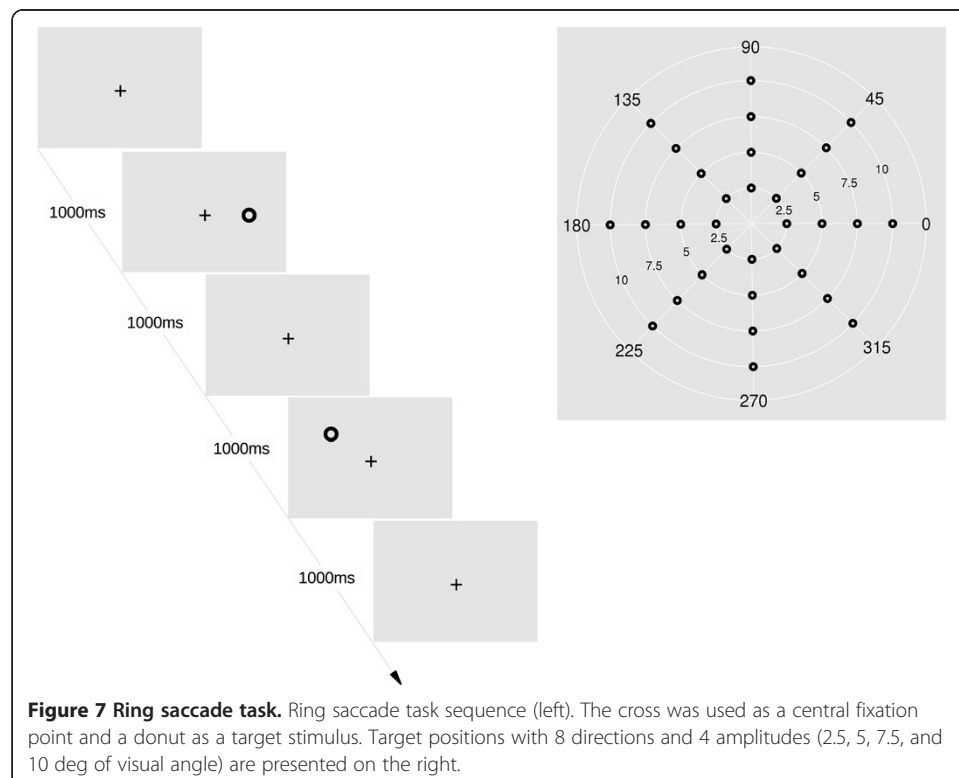 1000ms
1000ms
1000ms
1000ms
90
135
45
10
7.5
5
2.5
180
0
2.5
5
7.5
10
225
315
270
Figure 7 Ring saccade task. Ring saccade task sequence (left). The cross was used as a central fixation
point and a donut as a target stimulus. Target positions with 8 directions and 4 amplitudes (2.5, 5, 7.5, and
10 deg of visual angle) are presented on the right.